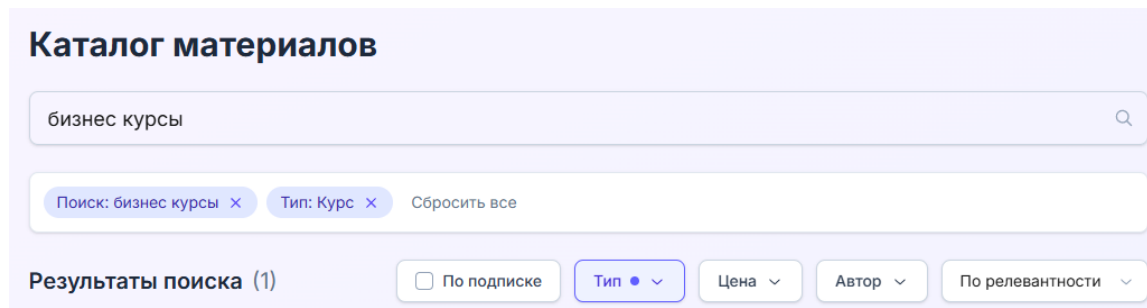 Каталог материалов
бизнес курсы
Поиск: бизнес курсы × Тип: Курс × Сбросить все
Результаты поиска (1) По подписке Тип Цена Автор По релевантности